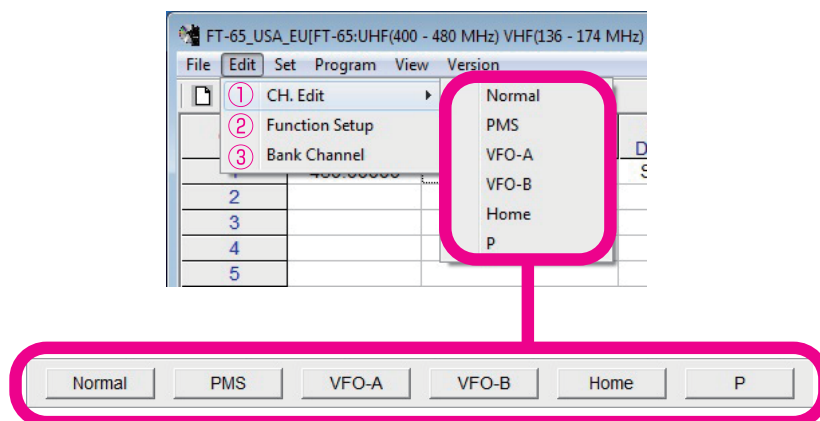 FT-65_USA_EU[FT-65:UHF(400 - 480 MHz) VHF(136 - 174 MHz)
File Edit Set Program View Version
① CH. Edit
② Function Setup
③ Bank Channel
Normal
PMS
VFO-A
VFO-B
Home
P
1
2
3
4
5
Normal PMS VFO-A VFO-B Home P